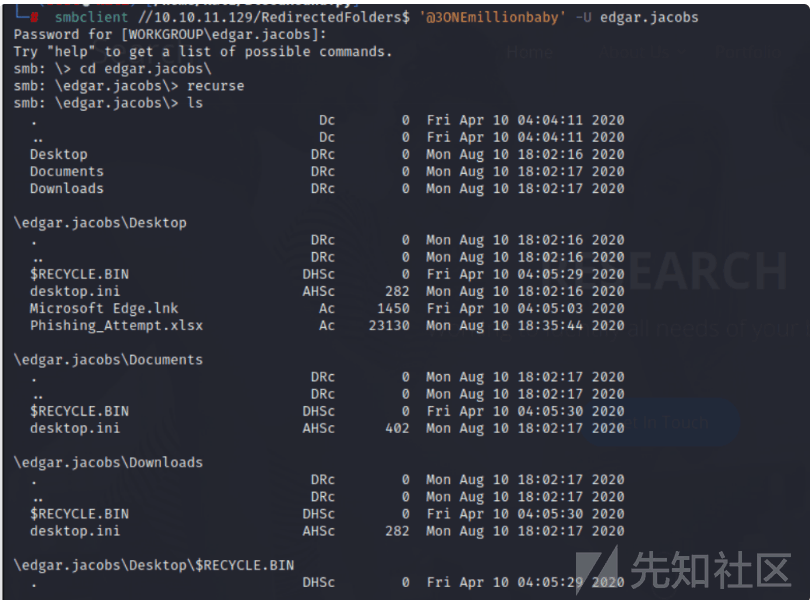 smbclient //10.10.11.129/RedirectedFolders$ '@3ONEmillionbaby' -U edgar.jacobs
Password for [WORKGROUP\edgar.jacobs]:
Try "help" to get a list of possible commands.
smb: \> cd edgar.jacobs\
smb: \edgar.jacobs\> recurse
smb: \edgar.jacobs\> ls
. Dc 0 Fri Apr 10 04:04:11 2020
.. Dc 0 Fri Apr 10 04:04:11 2020
Desktop DRc 0 Mon Aug 10 18:02:16 2020
Documents DRc 0 Mon Aug 10 18:02:17 2020
Downloads DRc 0 Mon Aug 10 18:02:17 2020
\edgar.jacobs\Desktop
. DRc 0 Mon Aug 10 18:02:16 2020
.. DRc 0 Mon Aug 10 18:02:16 2020
$RECYCLE.BIN DHSc 0 Fri Apr 10 04:05:29 2020
desktop.ini AHSc 282 Mon Aug 10 18:02:16 2020
Microsoft Edge.lnk Ac 1450 Fri Apr 10 04:05:03 2020
Phishing_Attempt.xlsx Ac 23130 Mon Aug 10 18:35:44 2020
\edgar.jacobs\Documents
. DRc 0 Mon Aug 10 18:02:17 2020
.. DRc 0 Mon Aug 10 18:02:17 2020
$RECYCLE.BIN DHSc 0 Fri Apr 10 04:05:30 2020
desktop.ini AHSc 402 Mon Aug 10 18:02:17 2020
\edgar.jacobs\Downloads
. DRc 0 Mon Aug 10 18:02:17 2020
.. DRc 0 Mon Aug 10 18:02:17 2020
$RECYCLE.BIN DHSc 0 Fri Apr 10 04:05:30 2020
desktop.ini AHSc 282 Mon Aug 10 18:02:17 2020
\edgar.jacobs\Desktop\$RECYCLE.BIN
. DHSc 0 Fri Apr 10 04:05:29 2020
先知社区